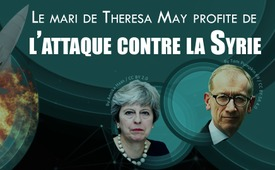 Le mari de Theresa May profite de
l'attaque contre la Syrie